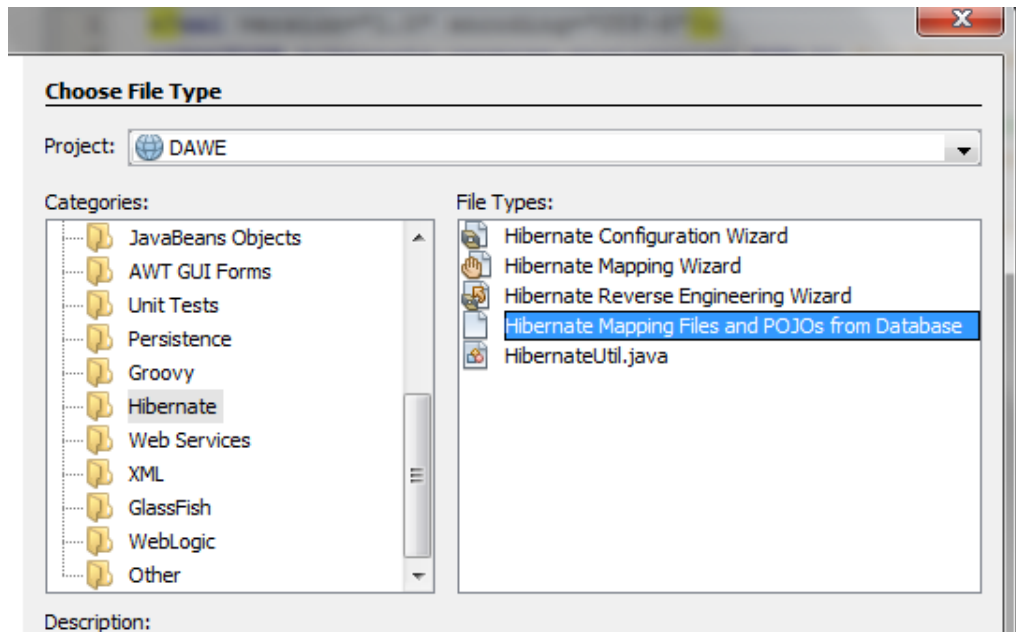 Choose File Type
Project: DAWE
Categories:
JavaBeans Objects
AWT GUI Forms
Unit Tests
Persistence
Groovy
Hibernate
Web Services
XML
GlassFish
WebLogic
Other
File Types:
Hibernate Configuration Wizard
Hibernate Mapping Wizard
Hibernate Reverse Engineering Wizard
Hibernate Mapping Files and POJOs from Database
HibernateUtil.java
Description: